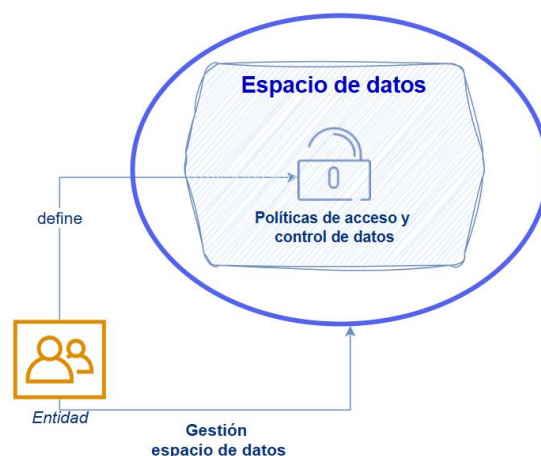 Espacio de datos
Políticas de acceso y
control de datos
define
Entidad
Gestión
espacio de datos